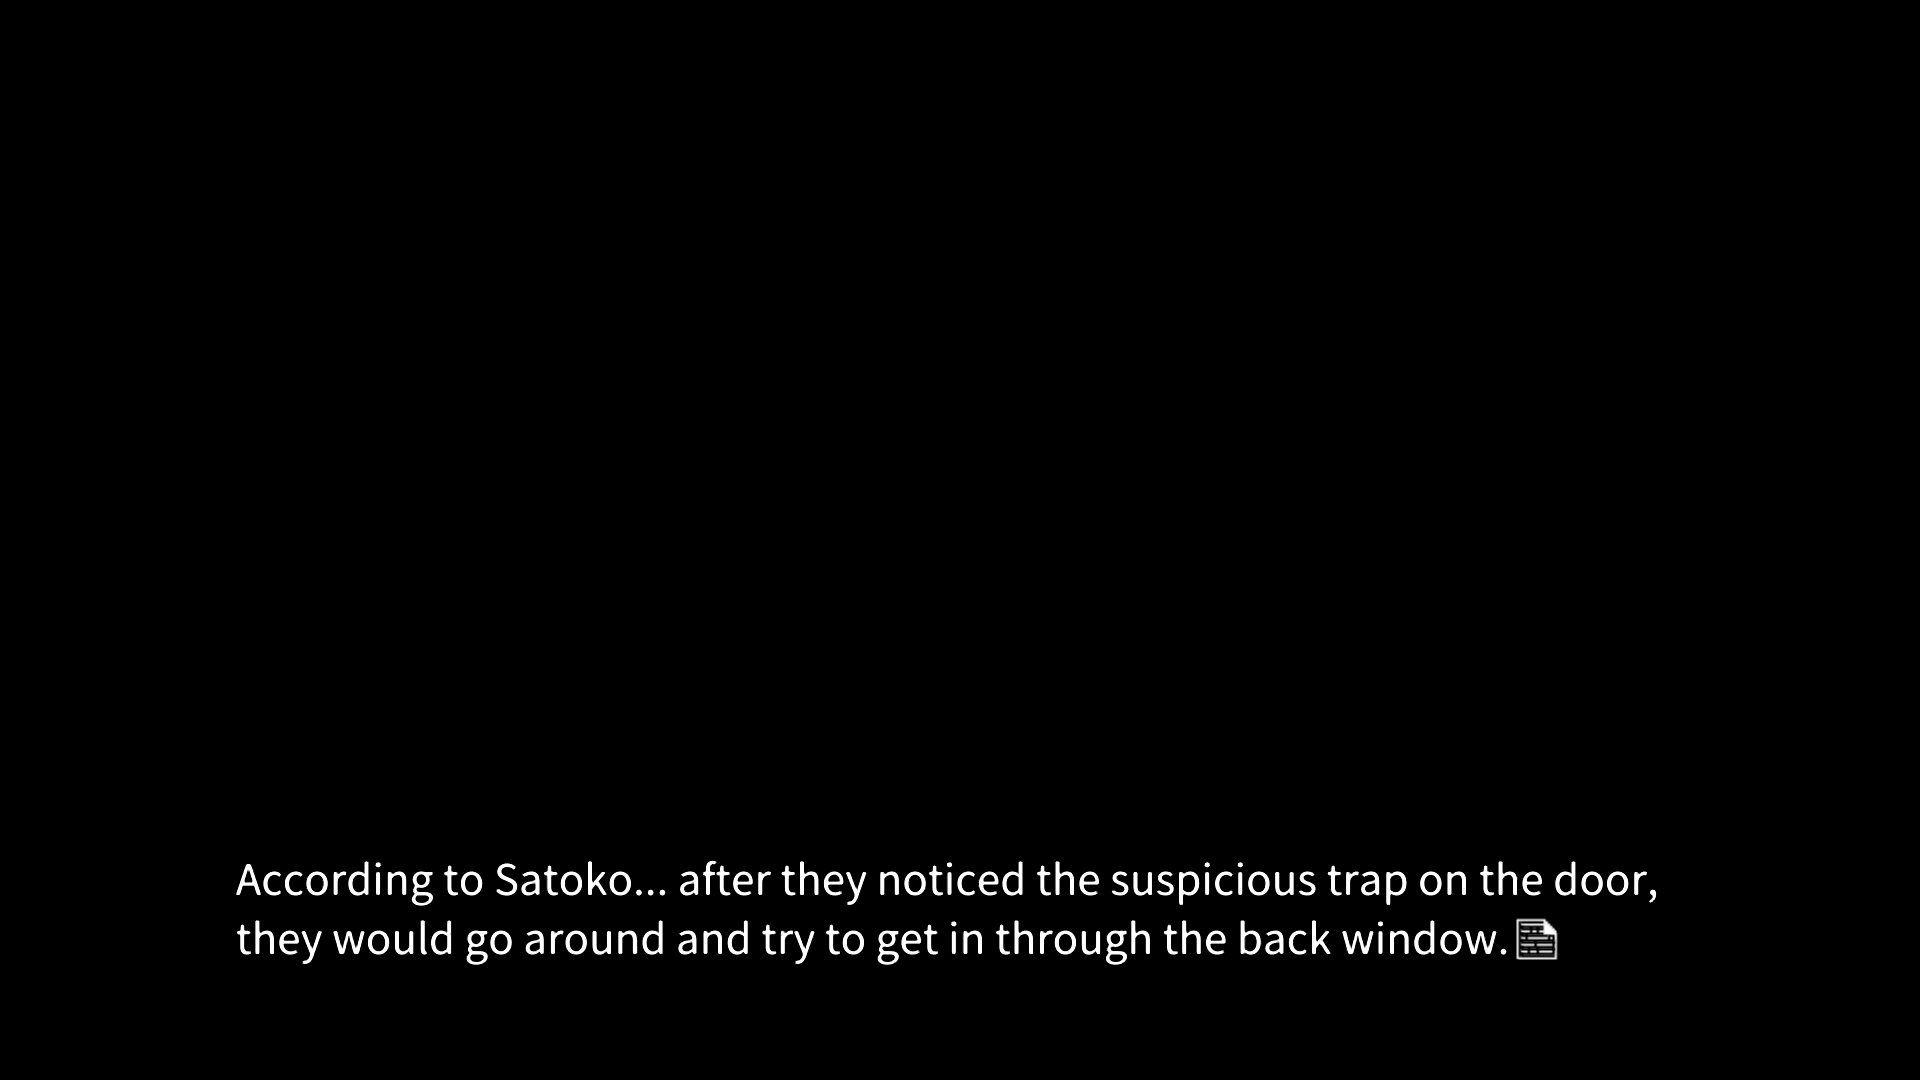 According to Satoko... after they noticed the suspicious trap on the door,
they would go around and try to get in through the back window.